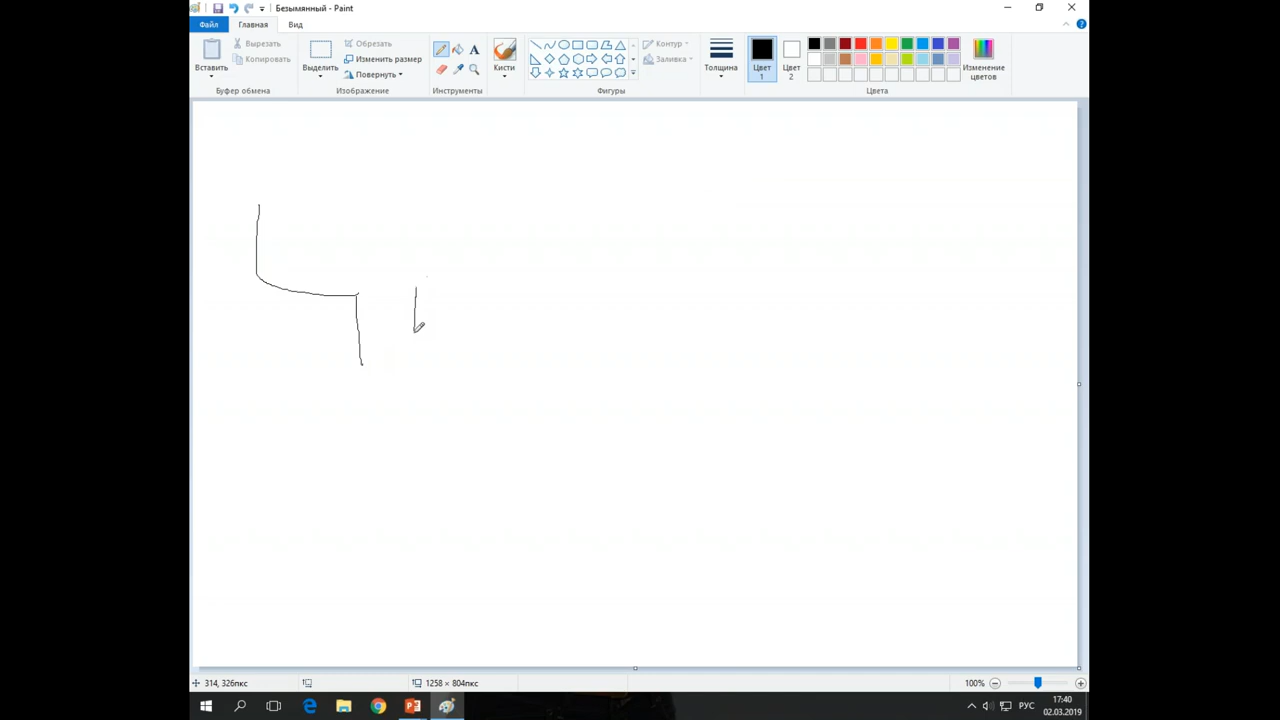 Безымянный - Paint
Файл
Главная
Вид
Вставить
Вырезать
Копировать
Буфер обмена
Выделить
Обрезать
Изменить размер
Повернуть
Изображение
A
Инструменты
Кисти
Контур
Заливка
Фигуры
Толщина
Цвет
1
Цвет
2
Изменение
цветов
Цвета
314, 326пкс
1258 × 804пкс
100%
РУС
17:40
02.03.2019